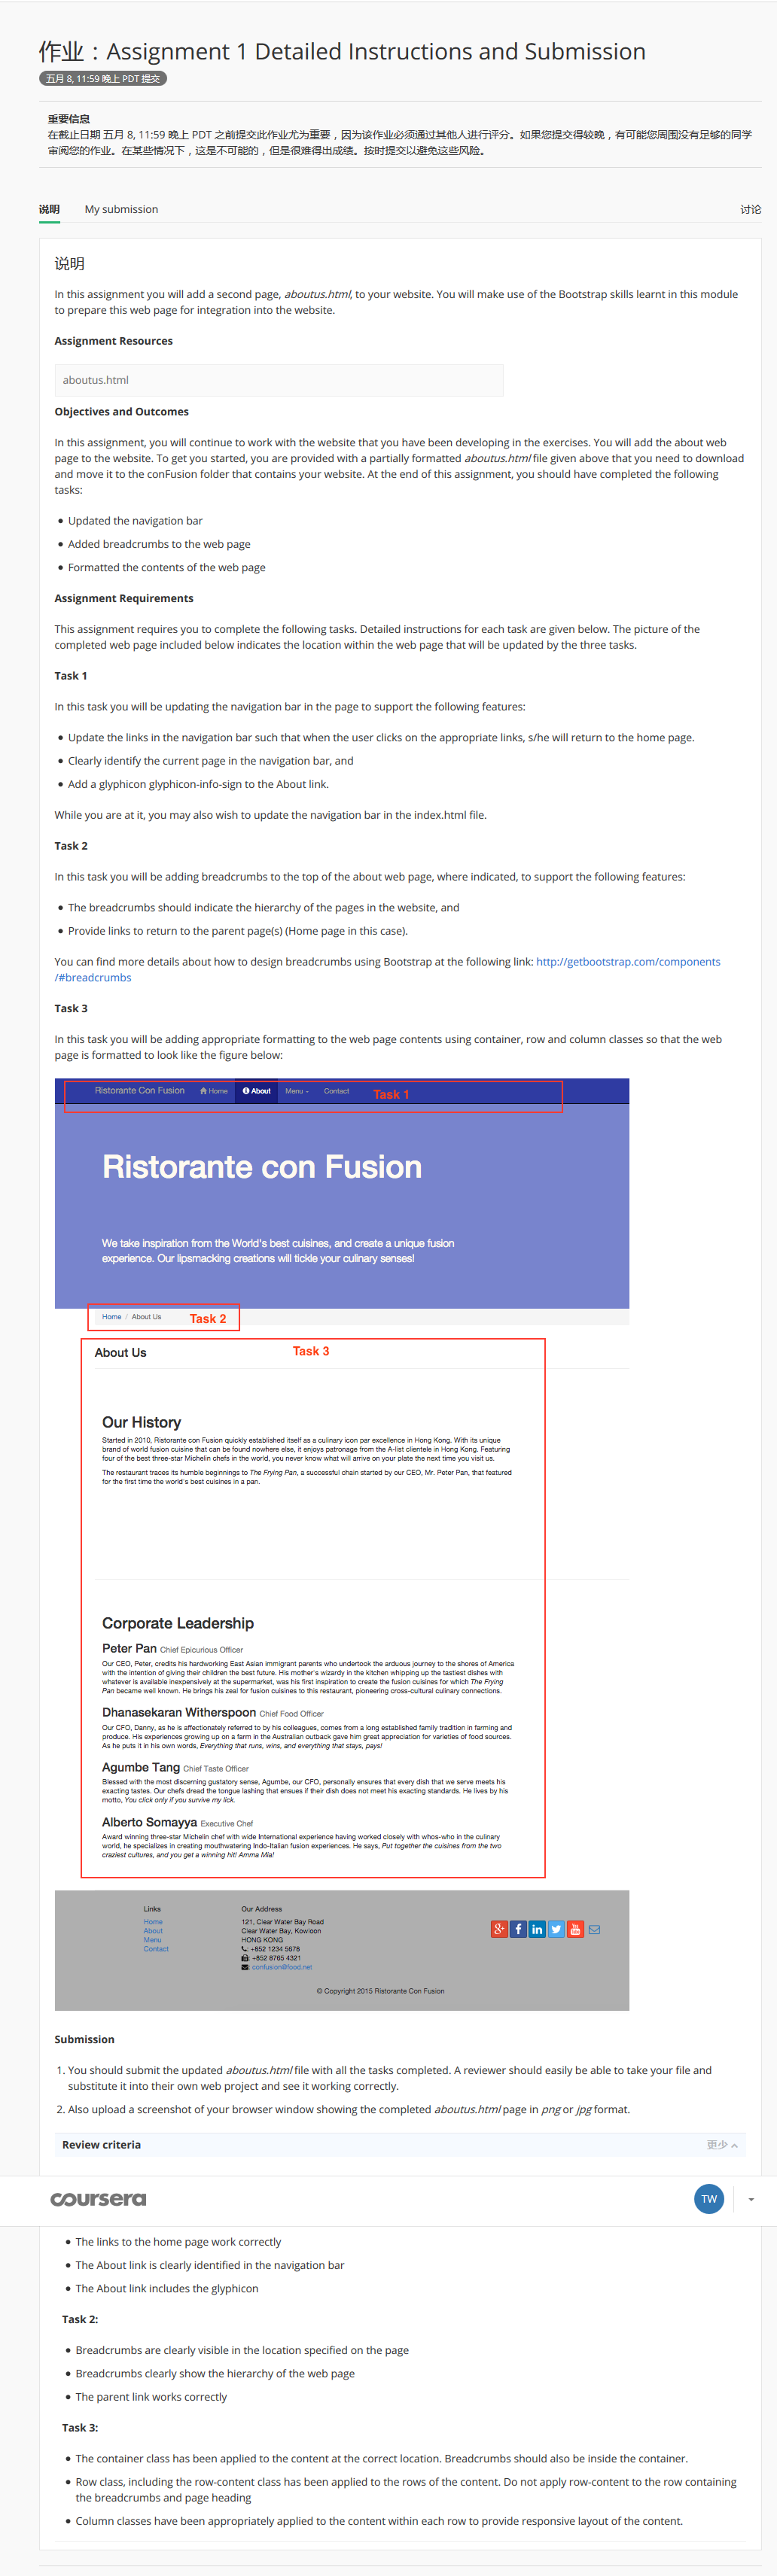 作业：Assignment 1 Detailed Instructions and Submission
五月 8, 11:59 晚上 PDT 提交
重要信息
在截止日期 五月 8, 11:59 晚上 PDT 之前提交此作业尤为重要，因为该作业必须通过其他人进行评分。如果您提交得较晚，有可能您周围没有足够的同学
审阅您的作业。在某些情况下，这是不可能的，但是很难得出成绩。按时提交以避免这些风险。
说明 My submission 讨论
说明
In this assignment you will add a second page, aboutus.html, to your website. You will make use of the Bootstrap skills learnt in this module
to prepare this web page for integration into the website.
Assignment Resources
aboutus.html
Objectives and Outcomes
In this assignment, you will continue to work with the website that you have been developing in the exercises. You will add the about web
page to the website. To get you started, you are provided with a partially formatted aboutus.html file given above that you need to download
and move it to the conFusion folder that contains your website. At the end of this assignment, you should have completed the following
tasks:
• Updated the navigation bar
• Added breadcrumbs to the web page
• Formatted the contents of the web page
Assignment Requirements
This assignment requires you to complete the following tasks. Detailed instructions for each task are given below. The picture of the
completed web page included below indicates the location within the web page that will be updated by the three tasks.
Task 1
In this task you will be updating the navigation bar in the page to support the following features:
• Update the links in the navigation bar such that when the user clicks on the appropriate links, s/he will return to the home page.
• Clearly identify the current page in the navigation bar, and
• Add a glyphicon glyphicon-info-sign to the About link.
While you are at it, you may also wish to update the navigation bar in the index.html file.
Task 2
In this task you will be adding breadcrumbs to the top of the about web page, where indicated, to support the following features:
• The breadcrumbs should indicate the hierarchy of the pages in the website, and
• Provide links to return to the parent page(s) (Home page in this case).
You can find more details about how to design breadcrumbs using Bootstrap at the following link: http://getbootstrap.com/components
/#breadcrumbs
Task 3
In this task you will be adding appropriate formatting to the web page contents using container, row and column classes so that the web
page is formatted to look like the figure below:
Ristorante Con Fusion Home About Menu Contact Task 1
Ristorante con Fusion
We take inspiration from the World's best cuisines, and create a unique fusion
experience. Our lipsmacking creations will tickle your culinary senses!
Home / About Us Task 2
About Us Task 3
Our History
Started in 2010, Ristorante con Fusion quickly established itself as a culinary icon par excellence in Hong Kong. With its unique
brand of world fusion cuisine that can be found nowhere else, it enjoys patronage from the A-list clientele in Hong Kong. Featuring
four of the best three-star Michelin chefs in the world, you never know what will arrive on your plate the next time you visit us.
The restaurant traces its humble beginnings to The Frying Pan, a successful chain started by our CEO, Mr. Peter Pan, that featured
for the first time the world's best cuisines in a pan.
Corporate Leadership
Peter Pan Chief Epicurious Officer
Our CEO, Peter, credits his hardworking East Asian immigrant parents who undertook the arduous journey to the shores of America
with the intention of giving their children the best future. His mother's wizardy in the kitchen whipping up the tastiest dishes with
whatever is available inexpensively at the supermarket, was his first inspiration to create the fusion cuisines for which The Frying
Pan became well known. He brings his zeal for fusion cuisines to this restaurant, pioneering cross-cultural culinary connections.
Dhanasekaran Witherspoon Chief Food Officer
Our CFO, Danny, as he is affectionately referred to by his colleagues, comes from a long established family tradition in farming and
produce. His experiences growing up on a farm in the Australian outback gave him great appreciation for varieties of food sources.
As he puts it in his own words, Everything that runs, wins, and everything that stays, pays!
Agumbe Tang Chief Taste Officer
Blessed with the most discerning gustatory sense, Agumbe, our CFO, personally ensures that every dish that we serve meets his
exacting tastes. Our chefs dread the tongue lashing that ensues if their dish does not meet his exacting standards. He lives by his
motto, You click only if you survive my lick.
Alberto Somayya Executive Chef
Award winning three-star Michelin chef with wide International experience having worked closely with whos-who in the culinary
world, he specializes in creating mouthwatering Indo-Italian fusion experiences. He says, Put together the cuisines from the two
craziest cultures, and you get a winning hit! Amma Mia!
Links
Home
About
Menu
Contact
Our Address
121, Clear Water Bay Road
Clear Water Bay, Kowloon
HONG KONG
: +852 1234 5678
: +852 8765 4321
: confusion@food.net
© Copyright 2015 Ristorante Con Fusion
Submission
1. You should submit the updated aboutus.html file with all the tasks completed. A reviewer should easily be able to take your file and
substitute it into their own web project and see it working correctly.
2. Also upload a screenshot of your browser window showing the completed aboutus.html page in png or jpg format.
Review criteria 更少
coursera TW
• The links to the home page work correctly
• The About link is clearly identified in the navigation bar
• The About link includes the glyphicon
Task 2:
• Breadcrumbs are clearly visible in the location specified on the page
• Breadcrumbs clearly show the hierarchy of the web page
• The parent link works correctly
Task 3:
• The container class has been applied to the content at the correct location. Breadcrumbs should also be inside the container.
• Row class, including the row-content class has been applied to the rows of the content. Do not apply row-content to the row containing
the breadcrumbs and page heading
• Column classes have been appropriately applied to the content within each row to provide responsive layout of the content.